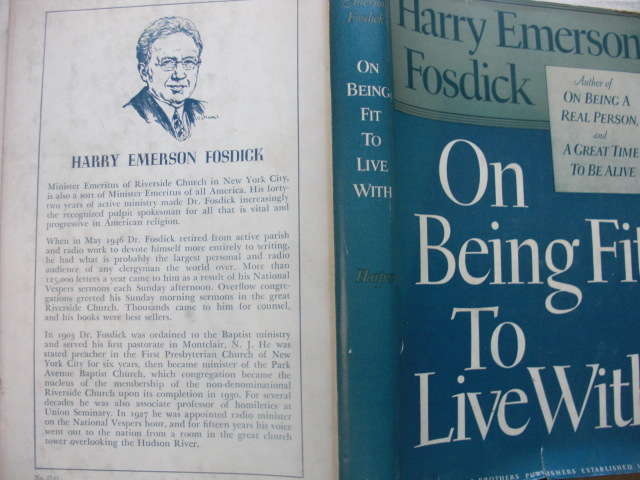 HARRY EMERSON FOSDICK
Minister Emeritus of Riverside Church in New York City,
is also a sort of Minister Emeritus of all America. His forty-
two years of active ministry made Dr. Fosdick increasingly
the recognized pulpit spokesman for all that is vital and
progressive in American religion.
When in May 1946 Dr. Fosdick retired from active parish
and radio work to devote himself more entirely to writing,
he had what is probably the largest personal and radio
audience of any clergyman the world over. More than
125,000 letters a year came to him as a result of his National
Vespers sermons each Sunday afternoon. Overflow congre-
gations greeted his Sunday morning sermons in the great
Riverside Church. Thousands came to him for counsel,
and his books were best sellers.
In 1903 Dr. Fosdick was ordained to the Baptist ministry
and served his first pastorate in Montclair, N. J. He was
stated preacher in the First Presbyterian Church of New
York City for six years, then became minister of the Park
Avenue Baptist Church, which congregation became the
nucleus of the membership of the non-denominational
Riverside Church upon its completion in 1930. For several
decades he was also associate professor of homiletics at
Union Seminary. In 1927 he was appointed radio minister
on the National Vespers hour, and for fifteen years his voice
went out to the nation from a room in the great church
tower overlooking the Hudson River.
Emerson
Fosdick
ON
BEING
FIT
TO
LIVE
WITH
Harper
Harry Emerson
Fosdick
Author of
ON BEING A
REAL PERSON,
and
A GREAT TIME
TO BE ALIVE
On
Being Fit
To
Live With
BROTHERS PUBLISHERS ESTABLISHED